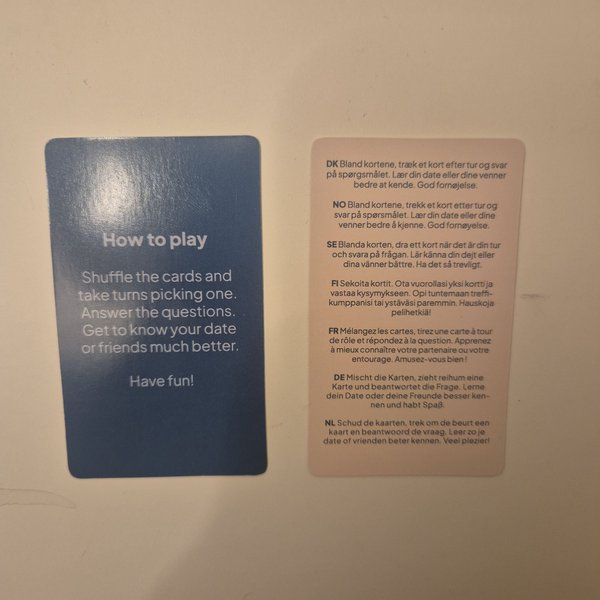 How to play
Shuffle the cards and
take turns picking one.
Answer the questions.
Get to know your date
or friends much better.
Have fun!
DK Bland kortene, træk et kort efter tur og svar
på spørgsmålet. Lær din date eller dine venner
bedre at kende. God fornøjelse.
NO Bland kortene, trekk et kort etter tur og
svar på spørsmålet. Lær din date eller dine
venner bedre å kjenne. God fornøyelse.
SE Blanda korten, dra ett kort när det är din tur
och svara på frågan. Lär känna din dejt eller
dina vänner bättre. Ha det så trevligt.
FI Sekoita kortit. Ota vuorollasi yksi kortti ja
vastaa kysymykseen. Opi tuntemaan treffi-
kumppanisi tai ystäväsi paremmin. Hauskoja
pelihetkiä!
FR Mélangez les cartes, tirez une carte à tour
de rôle et répondez à la question. Apprenez
à mieux connaître votre partenaire ou votre
entourage. Amusez-vous bien !
DE Mischt die Karten, zieht reihum eine
Karte und beantwortet die Frage. Lerne
dein Date oder deine Freunde besser ken-
nen und habt Spaß.
NL Schud de kaarten, trek om de beurt een
kaart en beantwoord de vraag. Leer zo je
date of vrienden beter kennen. Veel plezier!